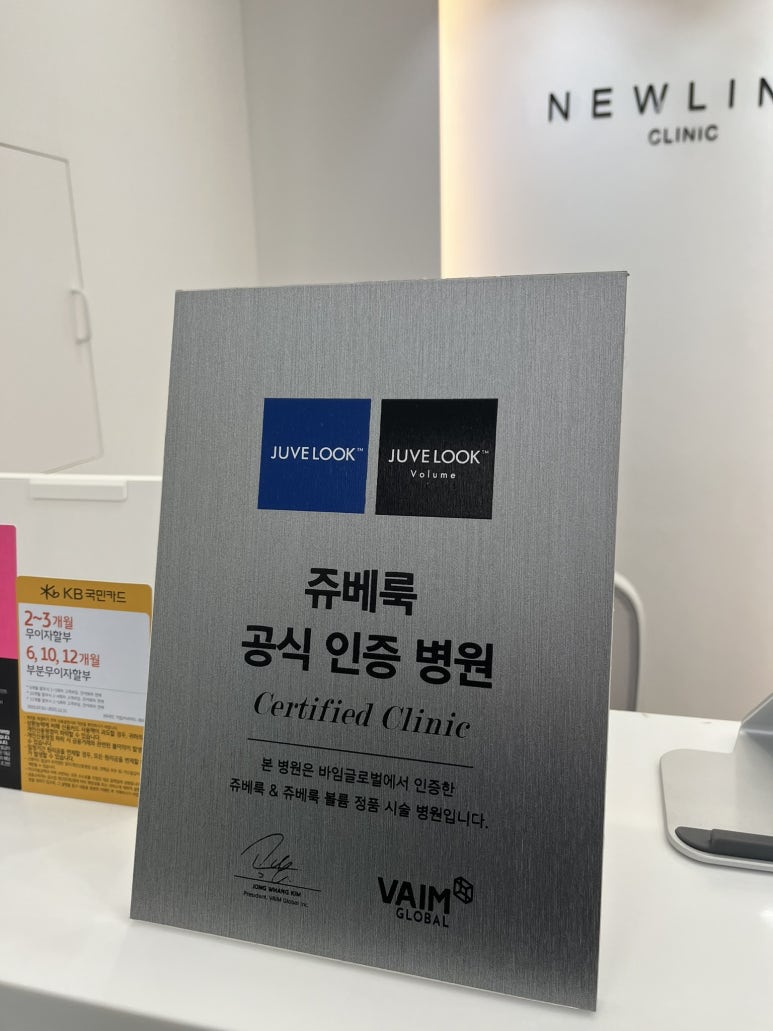 NEWLIN
CLINIC
JUVELOOK™
JUVELOOK™
Volume
쥬베룩
공식 인증 병원
Certified Clinic
본 병원은 바임글로벌에서 인증한
쥬베룩 & 쥬베룩 볼륨 정품 시술 병원입니다.
JONG WHANG KIM
President, VAIM Global Inc.
VAIM
GLOBAL
KB 국민카드
2~3개월
무이자할부
6, 10, 12개월
부분무이자할부